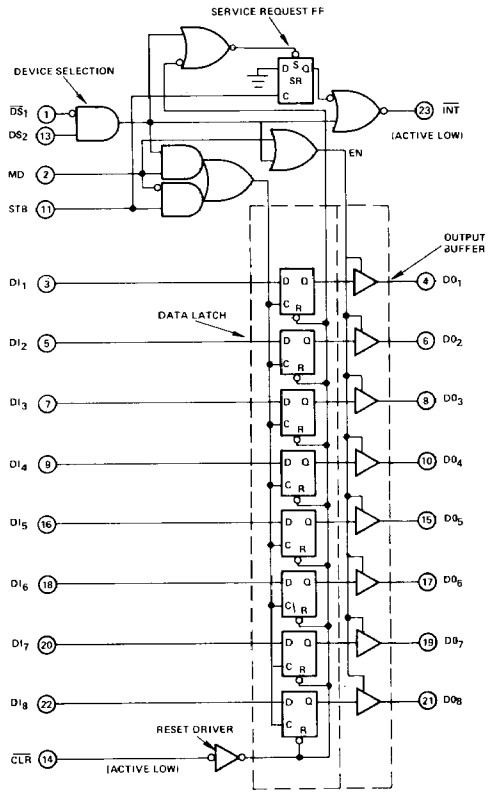 SERVICE REQUEST FF
DEVICE SELECTION
D S Q
SR
C
DS1 1
DS2 13
MD 2
STB 11
23 INT
(ACTIVE LOW)
EN
OUTPUT
BUFFER
DI1 3 D Q C R 4 DO1
DATA LATCH
DI2 5 D Q C R 6 DO2
DI3 7 D Q C R 8 DO3
DI4 9 D Q C R 10 DO4
DI5 16 D Q C R 15 DO5
DI6 18 D Q C R 17 DO6
DI7 20 D Q C R 19 DO7
DI8 22 D Q C R 21 DO8
RESET DRIVER
CLR 14
(ACTIVE LOW)